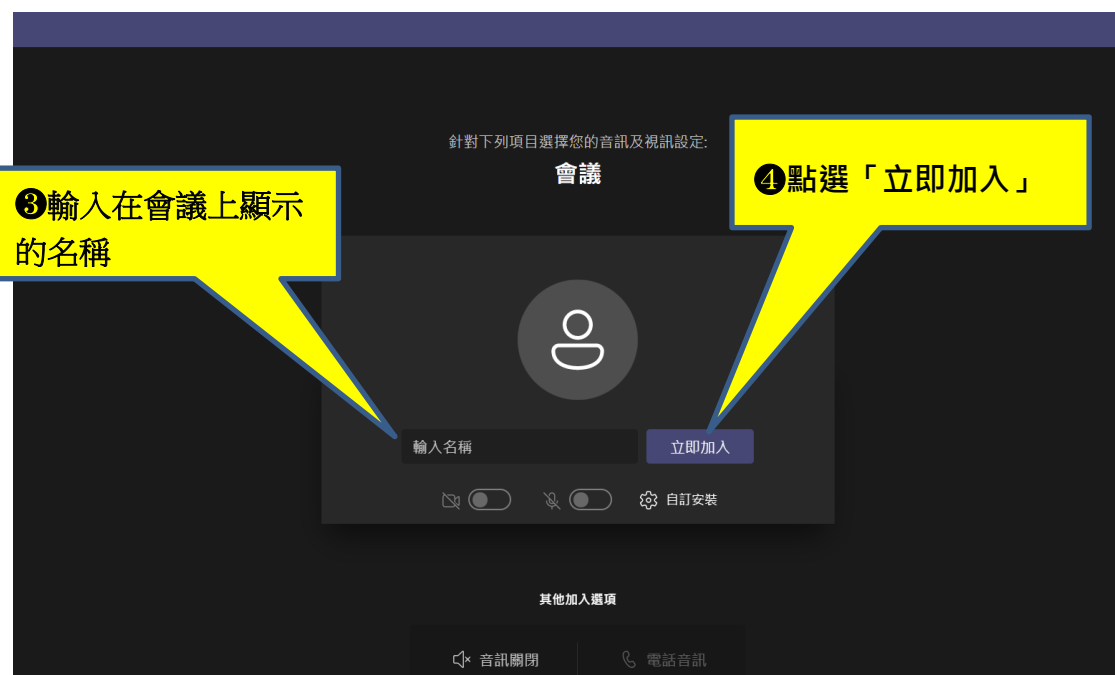 針對下列項目選擇您的音訊及視訊設定:
會議
❸輸入在會議上顯示
的名稱
❹點選「立即加入」
輸入名稱
立即加入
自訂安裝
其他加入選項
音訊關閉
電話音訊